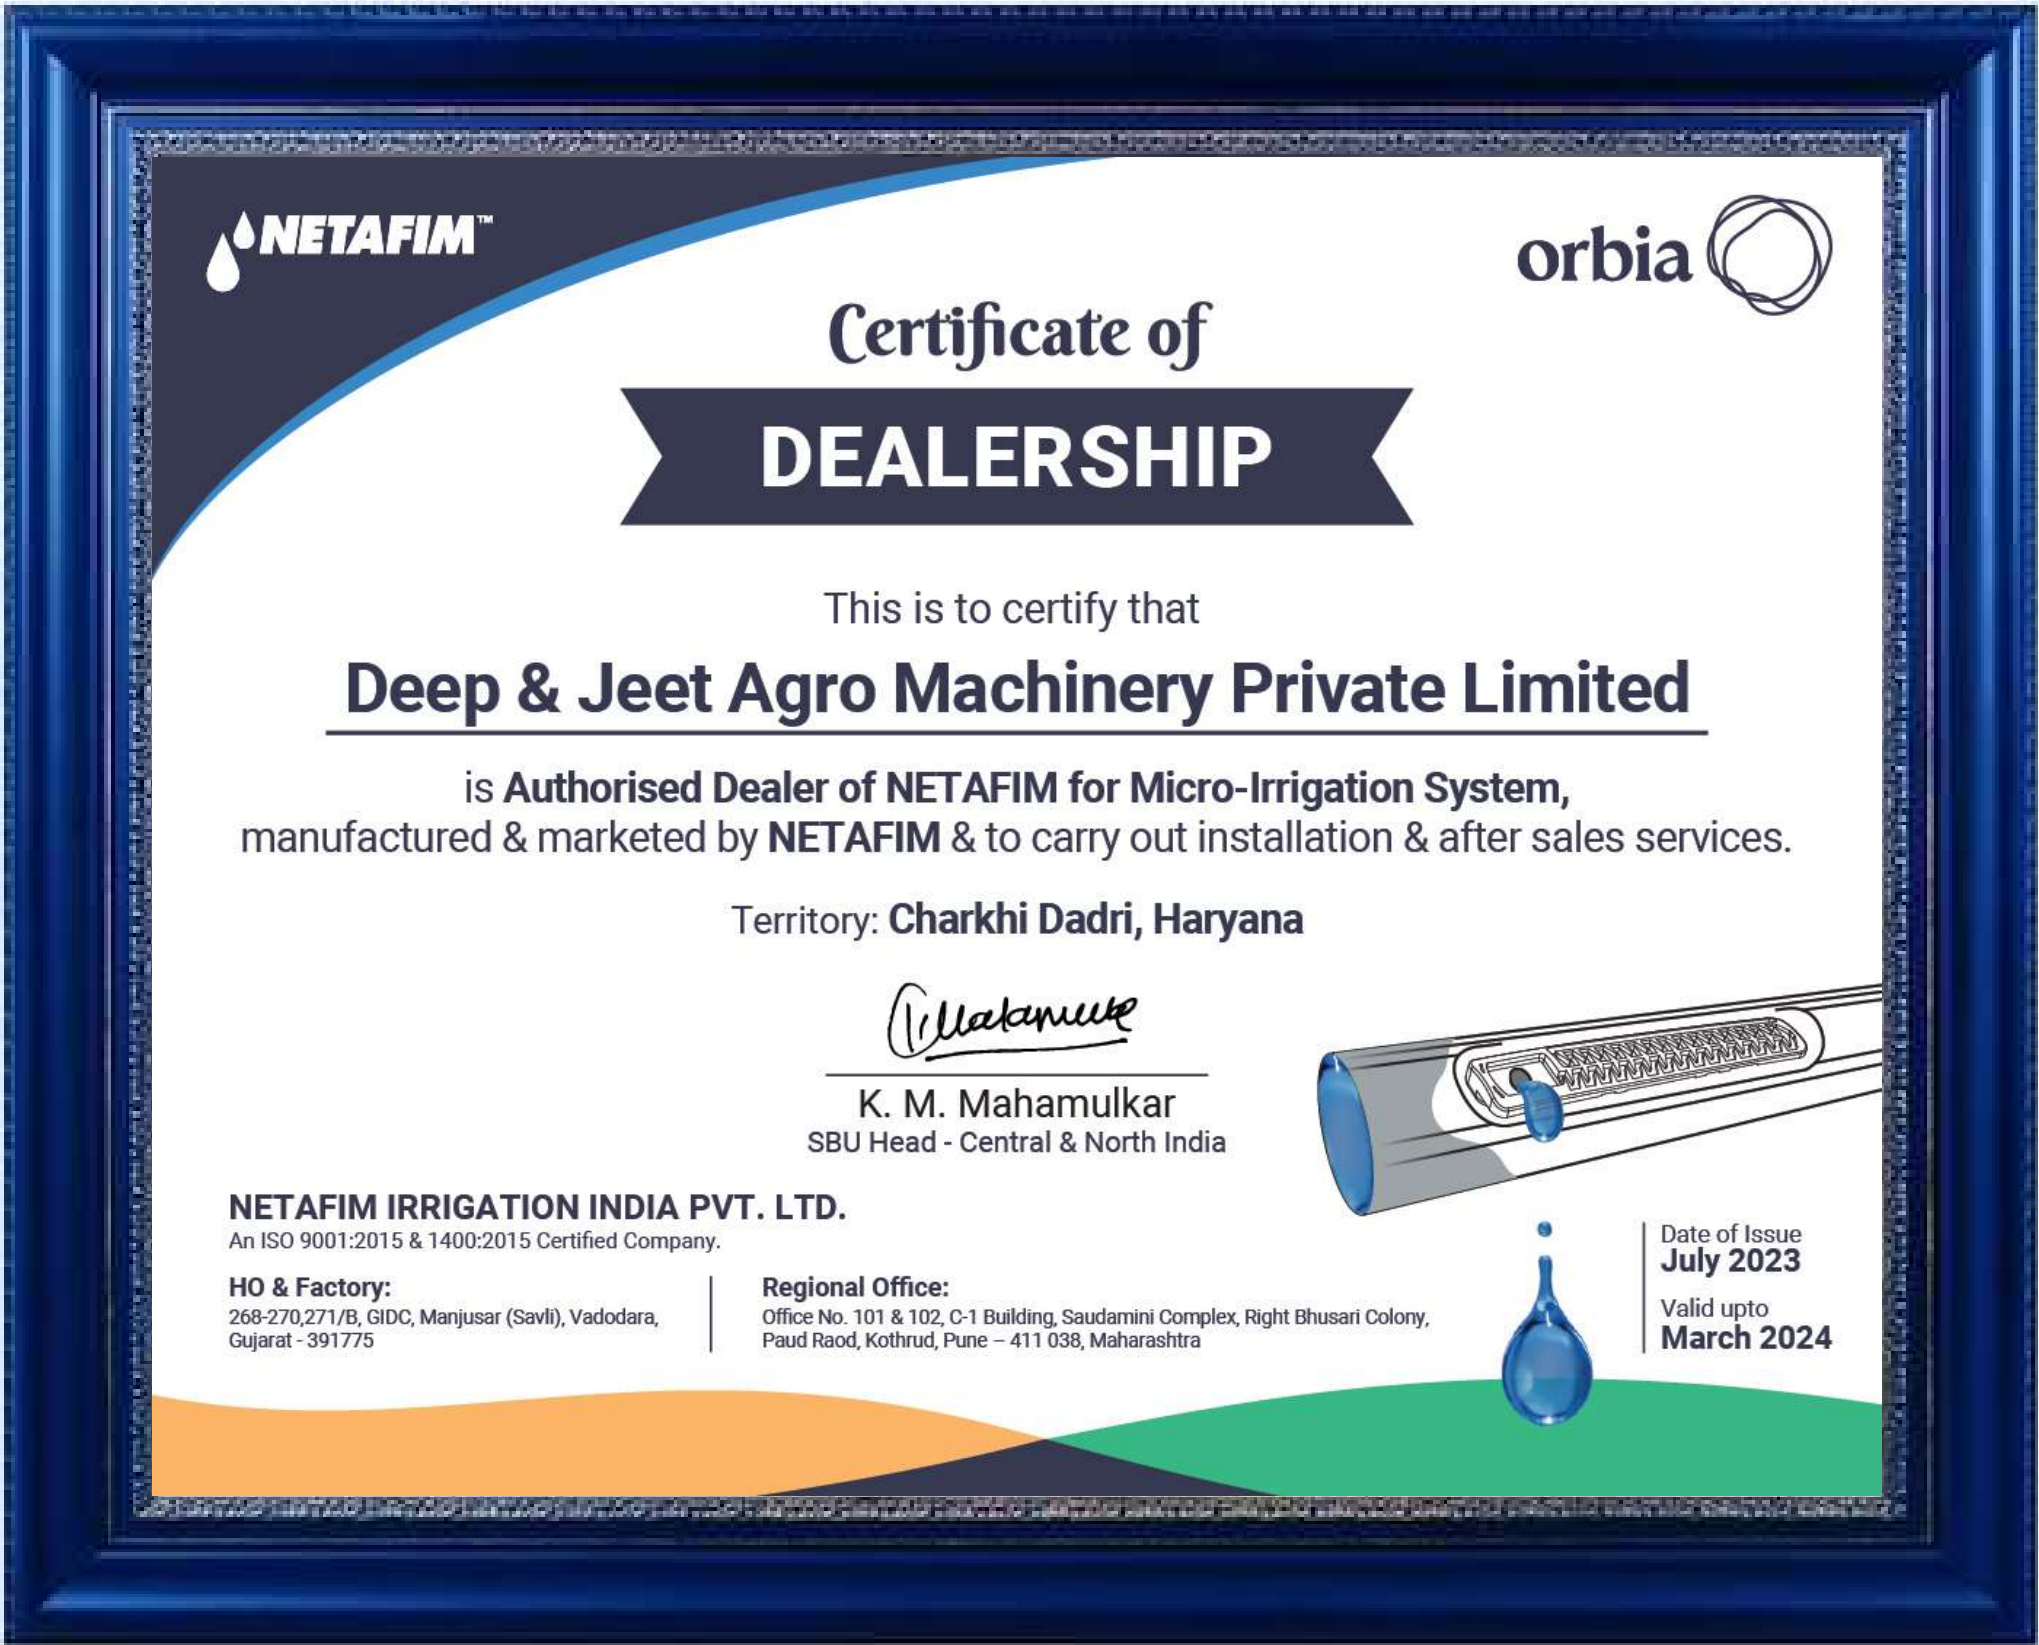 NETAFIM™
orbia
Certificate of
DEALERSHIP
This is to certify that
Deep & Jeet Agro Machinery Private Limited
is Authorised Dealer of NETAFIM for Micro-Irrigation System,
manufactured & marketed by NETAFIM & to carry out installation & after sales services.
Territory: Charkhi Dadri, Haryana
K. M. Mahamulkar
SBU Head - Central & North India
NETAFIM IRRIGATION INDIA PVT. LTD.
An ISO 9001:2015 & 1400:2015 Certified Company.
HO & Factory:
268-270,271/B, GIDC, Manjusar (Savli), Vadodara,
Gujarat - 391775
Regional Office:
Office No. 101 & 102, C-1 Building, Saudamini Complex, Right Bhusari Colony,
Paud Raod, Kothrud, Pune – 411 038, Maharashtra
Date of Issue
July 2023
Valid upto
March 2024